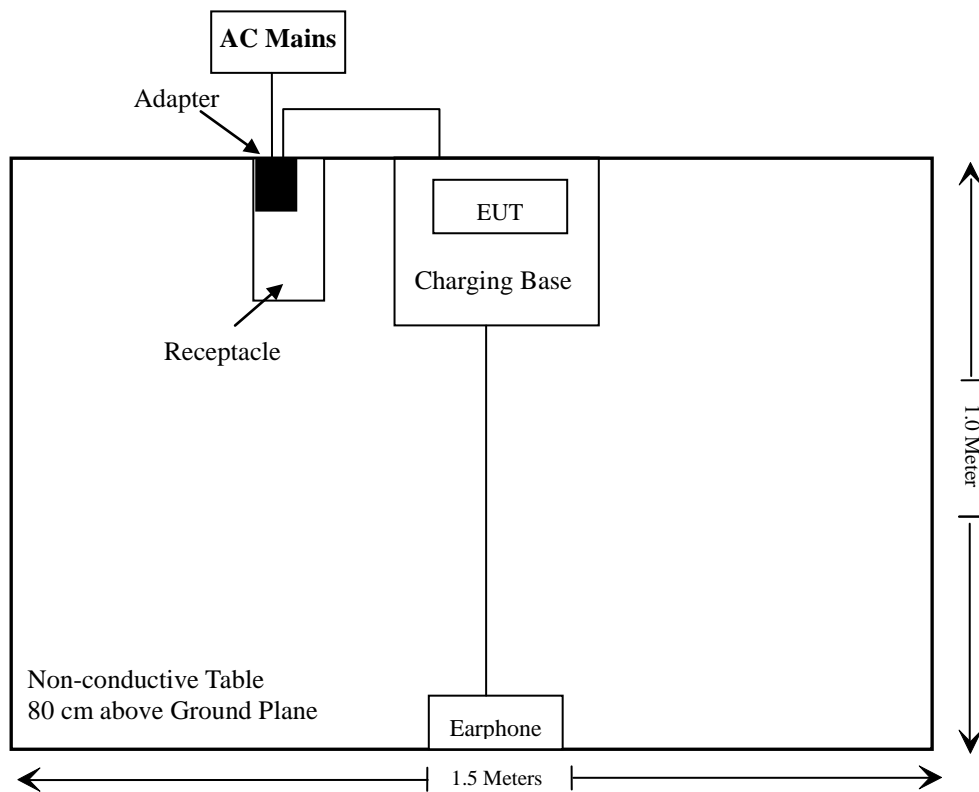 AC Mains
Adapter
EUT
Charging Base
Receptacle
1.0 Meter
Non-conductive Table
80 cm above Ground Plane
Earphone
1.5 Meters